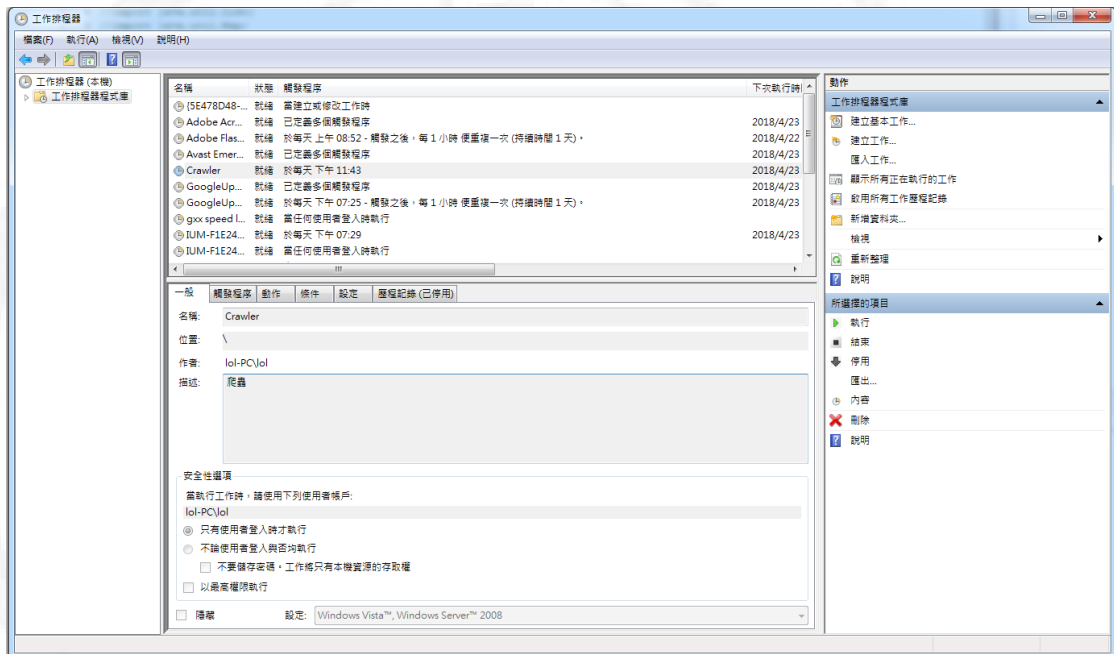 工作排程器
檔案(F) 執行(A) 檢視(V) 說明(H)
工作排程器 (本機)
工作排程器程式庫
名稱 狀態 觸發程序 下次執行時
{5E478D48-... 就緒 當建立或修改工作時
Adobe Acr... 就緒 已定義多個觸發程序 2018/4/23
Adobe Flas... 就緒 於每天 上午 08:52 - 觸發之後，每 1 小時 便重複一次 (持續時間 1 天)。 2018/4/22
Avast Emer... 就緒 已定義多個觸發程序 2018/4/23
Crawler 就緒 於每天 下午 11:43 2018/4/23
GoogleUp... 就緒 已定義多個觸發程序 2018/4/23
GoogleUp... 就緒 於每天 下午 07:25 - 觸發之後，每 1 小時 便重複一次 (持續時間 1 天)。 2018/4/23
gxx speed l... 就緒 當任何使用者登入時執行
IUM-F1E24... 就緒 於每天 下午 07:29 2018/4/23
IUM-F1E24... 就緒 當任何使用者登入時執行
一般 觸發程序 動作 條件 設定 歷程記錄 (已停用)
名稱: Crawler
位置: \
作者: lol-PC\lol
描述: 爬蟲
安全性選項
當執行工作時，請使用下列使用者帳戶:
lol-PC\lol
只有使用者登入時才執行
不論使用者登入與否均執行
不要儲存密碼。工作將只有本機資源的存取權
以最高權限執行
隱藏 設定: Windows Vista™, Windows Server™ 2008
動作
工作排程器程式庫
建立基本工作...
建立工作...
匯入工作...
顯示所有正在執行的工作
啟用所有工作歷程記錄
新增資料夾...
檢視
重新整理
說明
所選擇的項目
執行
結束
停用
匯出...
內容
刪除
說明